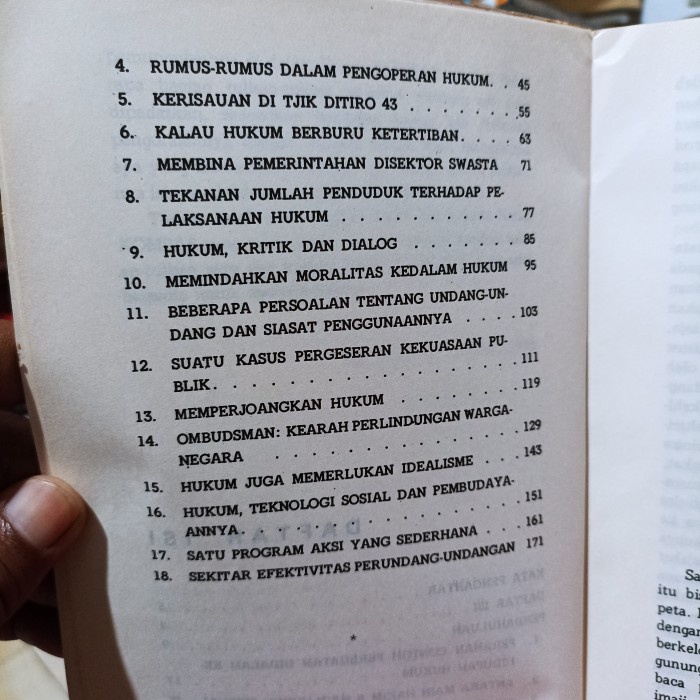 4. RUMUS-RUMUS DALAM PENGOPERAN HUKUM. . 45
5. KERISAUAN DI TJIK DITIRO 43 . . . . . . . 55
6. KALAU HUKUM BERBURU KETERTIBAN. . . . 63
7. MEMBINA PEMERINTAHAN DISEKTOR SWASTA 71
8. TEKANAN JUMLAH PENDUDUK TERHADAP PE-
LAKSANAAN HUKUM . . . . . . . . . . . 77
9. HUKUM, KRITIK DAN DIALOG . . . . . . . 85
10. MEMINDAHKAN MORALITAS KEDALAM HUKUM 95
11. BEBERAPA PERSOALAN TENTANG UNDANG-UN-
DANG DAN SIASAT PENGGUNAANNYA . . . . 103
12. SUATU KASUS PERGESERAN KEKUASAAN PU-
BLIK. . . . . . . . . . . . . . . . . 111
13. MEMPERJOANGKAN HUKUM . . . . . . . 119
14. OMBUDSMAN: KEARAH PERLINDUNGAN WARGA-
NEGARA . . . . . . . . . . . . . . 129
15. HUKUM JUGA MEMERLUKAN IDEALISME . . . 143
16. HUKUM, TEKNOLOGI SOSIAL DAN PEMBUDAYA-
ANNYA. . . . . . . . . . . . . . . . 151
17. SATU PROGRAM AKSI YANG SEDERHANA . . . 161
18. SEKITAR EFEKTIVITAS PERUNDANG-UNDANGAN 171
*
itu
peta.
dengan
baca